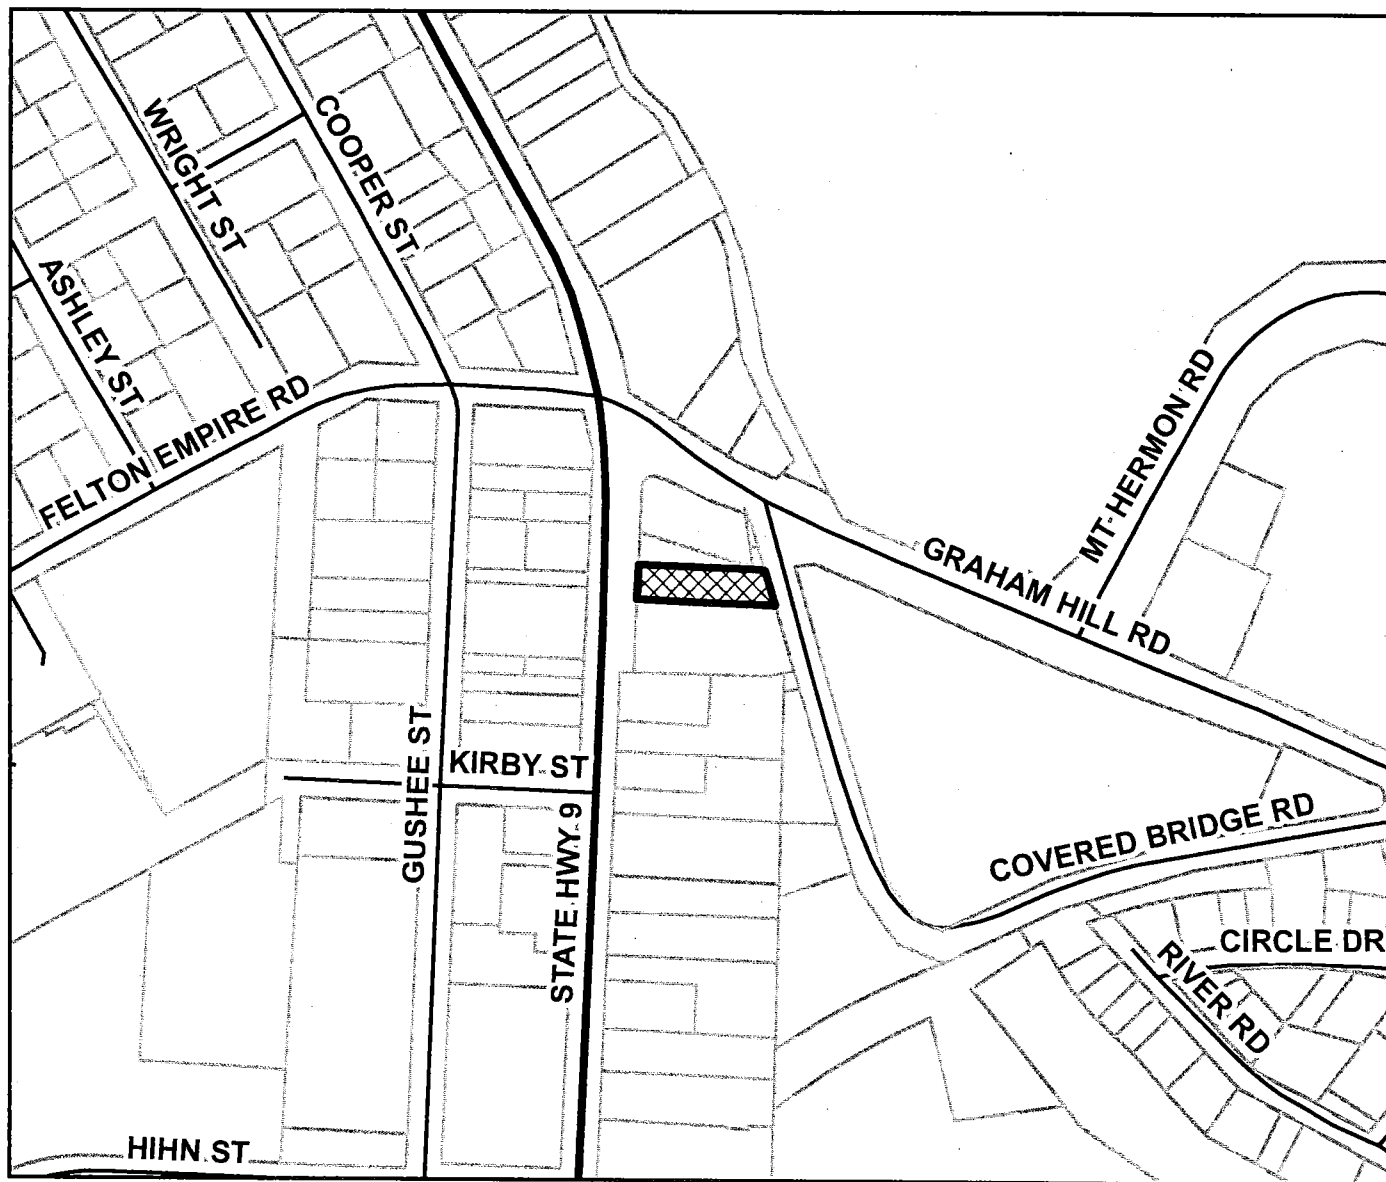 WRIGHT ST
COOPER ST
ASHLEY ST
FELTON EMPIRE RD
MT HERMON RD
GRAHAM HILL RD
GUSHEE ST
KIRBY ST
STATE HWY 9
COVERED BRIDGE RD
CIRCLE DR
RIVER RD
HIHN ST